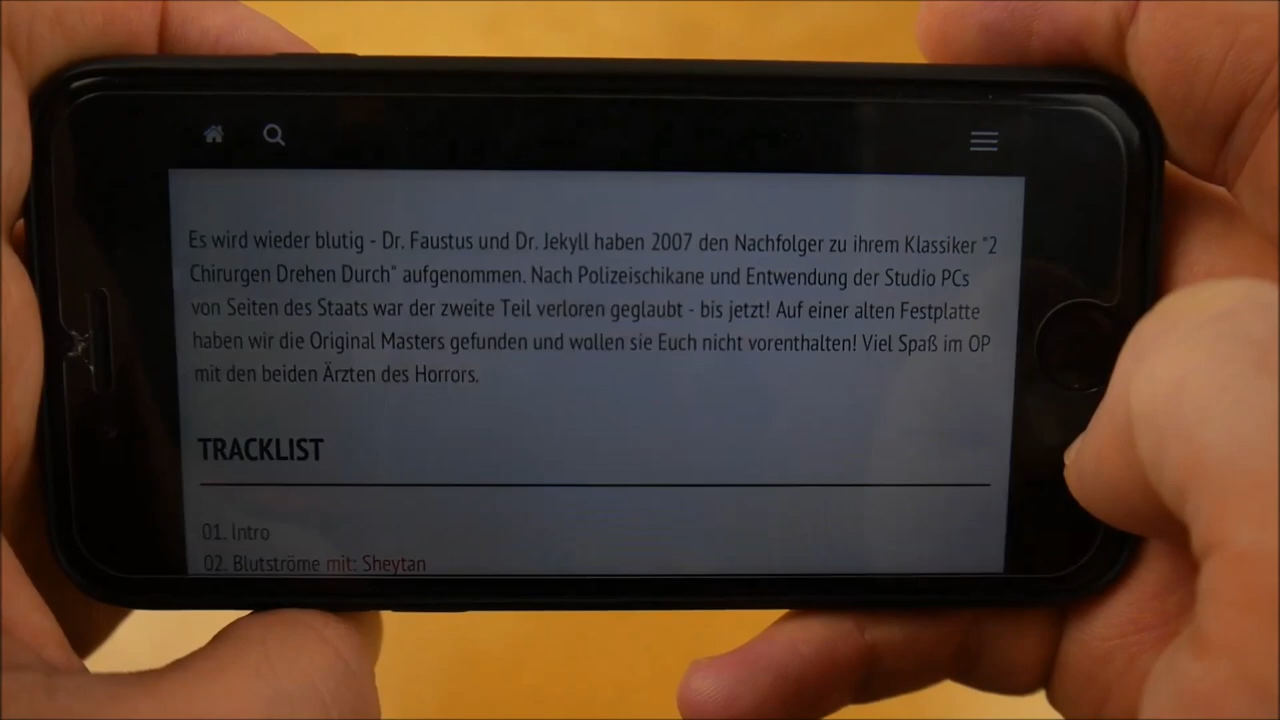 Es wird wieder blutig - Dr. Faustus und Dr. Jekyll haben 2007 den Nachfolger zu ihrem Klassiker "2
Chirurgen Drehen Durch" aufgenommen. Nach Polizeischikane und Entwendung der Studio PCs
von Seiten des Staats war der zweite Teil verloren geglaubt - bis jetzt! Auf einer alten Festplatte
haben wir die Original Masters gefunden und wollen sie Euch nicht vorenthalten! Viel Spaß im OP
mit den beiden Ärzten des Horrors.
TRACKLIST
01. Intro
02. Blutströme mit: Sheytan